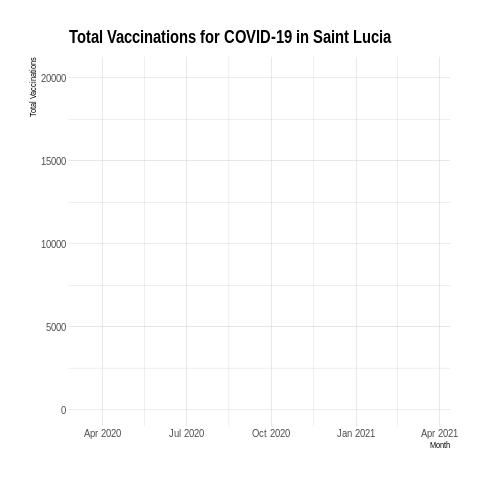 Total Vaccinations for COVID-19 in Saint Lucia
Total Vaccinations
20000
15000
10000
5000
0
Apr 2020 Jul 2020 Oct 2020 Jan 2021 Apr 2021
Month